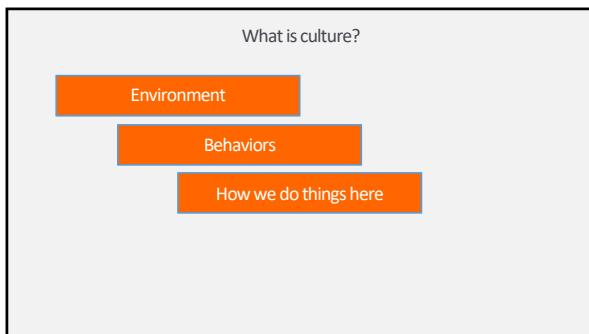 What is culture?
Environment
Behaviors
How we do things here